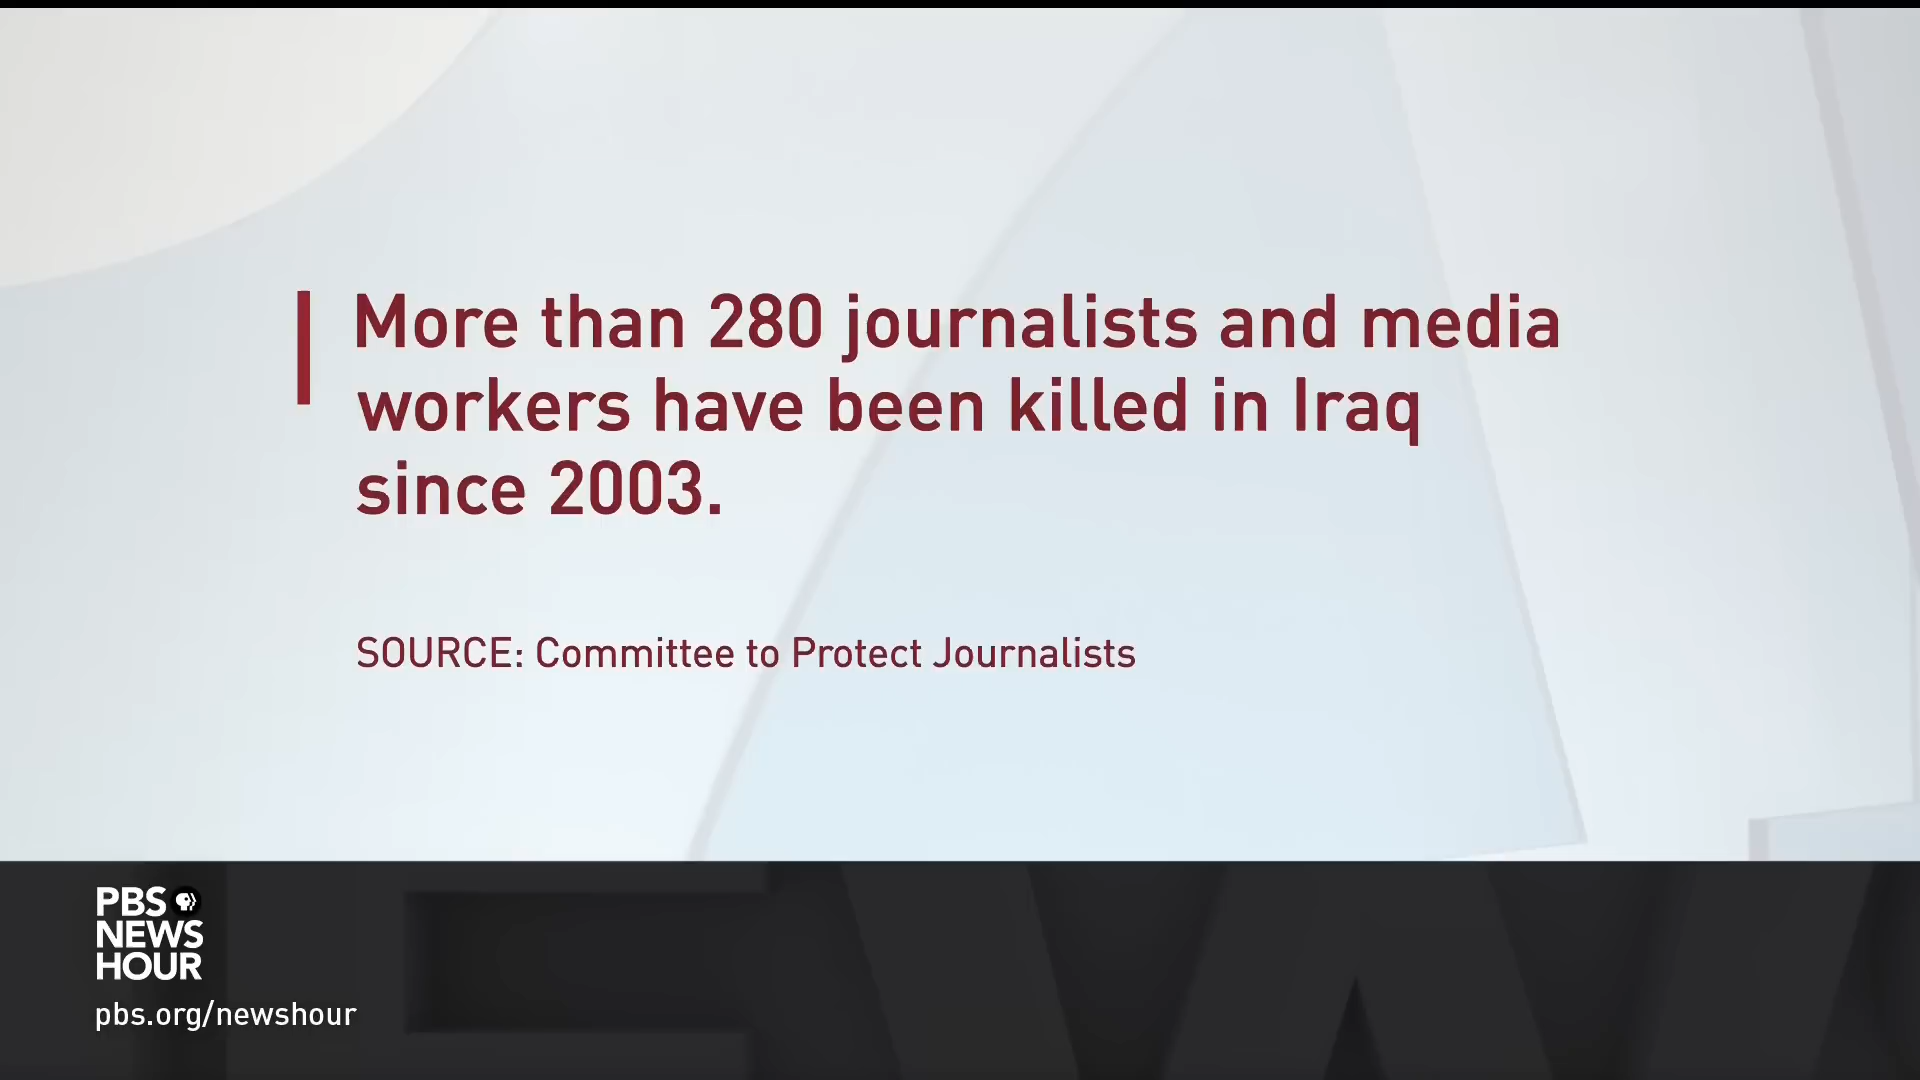 More than 280 journalists and media
workers have been killed in Iraq
since 2003.
SOURCE: Committee to Protect Journalists
PBS
NEWS
HOUR
pbs.org/newshour